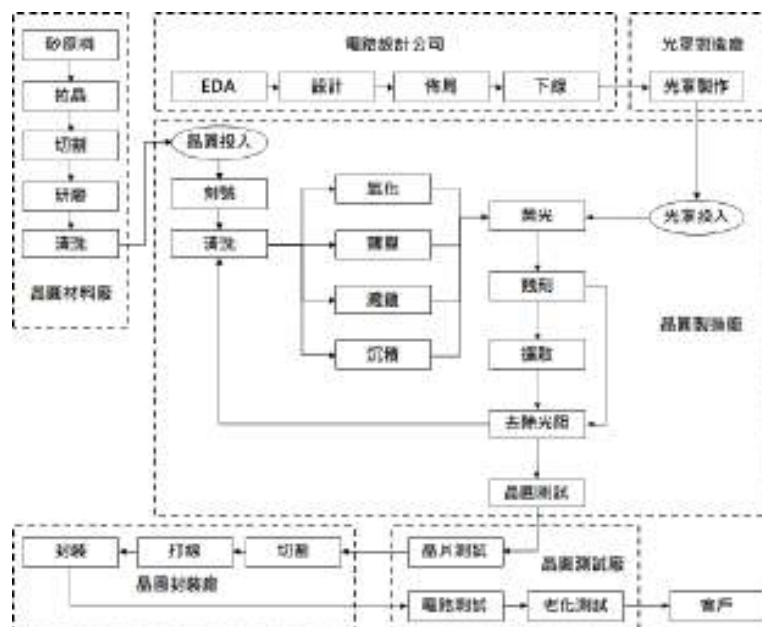 矽原料
拉晶
切割
研磨
清洗
晶圓材料廠
電路設計公司
EDA
設計
佈局
下線
光罩製造廠
光罩製作
晶圓投入
刻號
清洗
氧化
濺鍍
沉積
黃光
光罩投入
蝕刻
擴散
去除光阻
晶圓測試
晶圓製造廠
封裝
打線
切割
晶圓封裝廠
晶片測試
晶圓測試廠
電路測試
老化測試
客戶